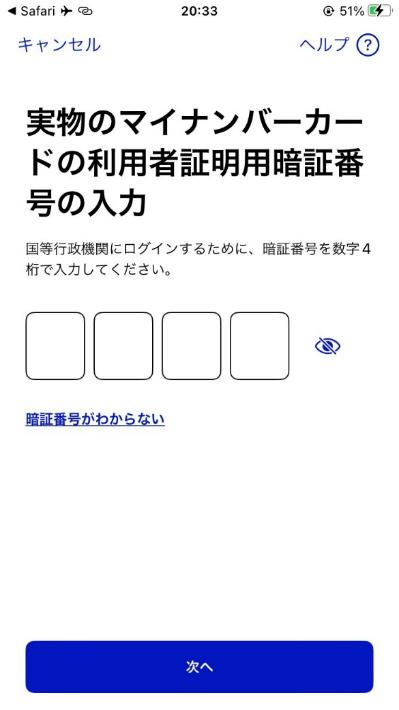 Safari 20:33 51%
キャンセル ヘルプ ?
実物のマイナンバーカー
ドの利用者証明用暗証番
号の入力
国等行政機関にログインするために、暗証番号を数字4
桁で入力してください。
暗証番号がわからない
次へ